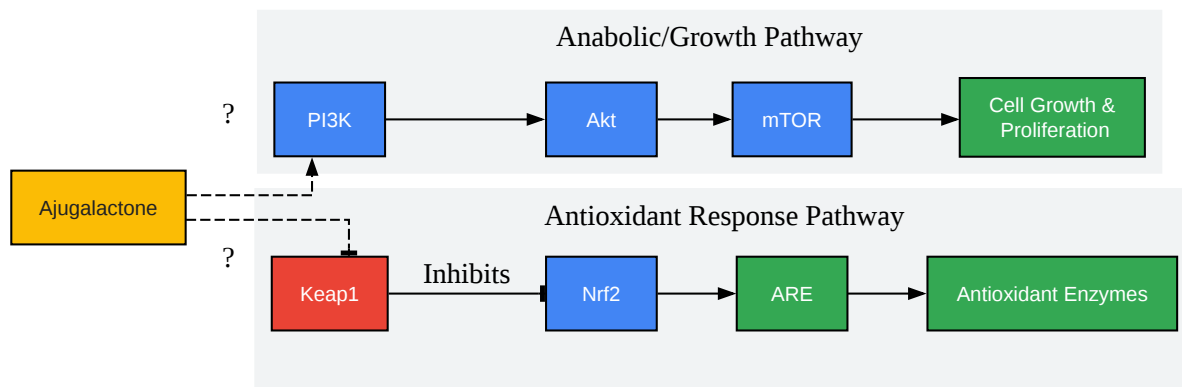 Anabolic/Growth Pathway
?
PI3K
Akt
mTOR
Cell Growth &
Proliferation
Ajugalactone
Antioxidant Response Pathway
?
Keap1
Inhibits
Nrf2
ARE
Antioxidant Enzymes